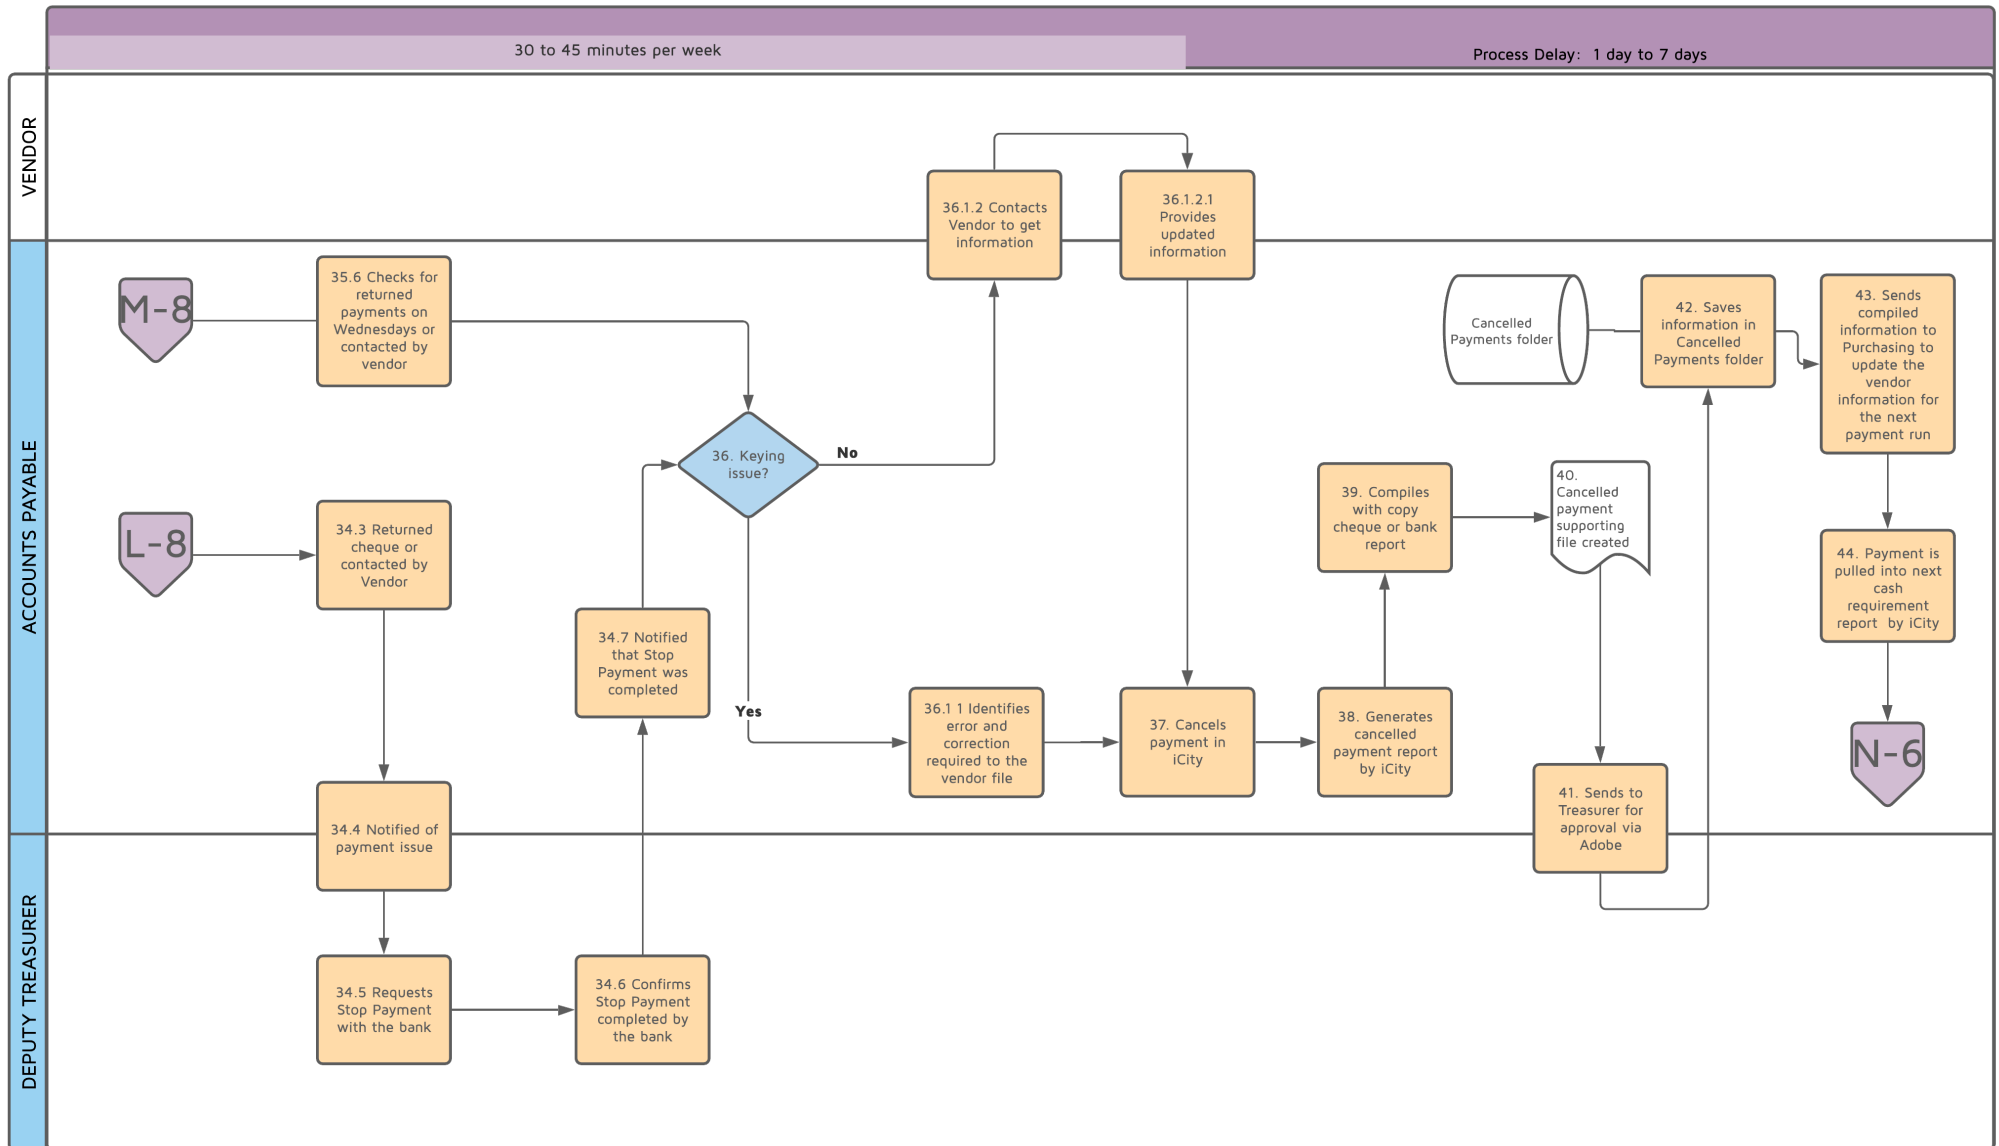 30 to 45 minutes per week
Process Delay:  1 day to 7 days
VENDOR
36.1.2 Contacts
Vendor to get
information
36.1.2.1
Provides
updated
information
ACCOUNTS PAYABLE
M-8
35.6 Checks for
returned
payments on
Wednesdays or
contacted by
vendor
L-8
34.3 Returned
cheque or
contacted by
Vendor
34.4 Notified of
payment issue
34.7 Notified
that Stop
Payment was
completed
36. Keying
issue?
No
Yes
36.1 1 Identifies
error and
correction
required to the
vendor file
37. Cancels
payment in
iCity
38. Generates
cancelled
payment report
by iCity
39. Compiles
with copy
cheque or bank
report
40.
Cancelled
payment
supporting
file created
41. Sends to
Treasurer for
approval via
Adobe
Cancelled
Payments folder
42. Saves
information in
Cancelled
Payments folder
43. Sends
compiled
information to
Purchasing to
update the
vendor
information for
the next
payment run
44. Payment is
pulled into next
cash
requirement
report  by iCity
N-6
DEPUTY TREASURER
34.5 Requests
Stop Payment
with the bank
34.6 Confirms
Stop Payment
completed by
the bank